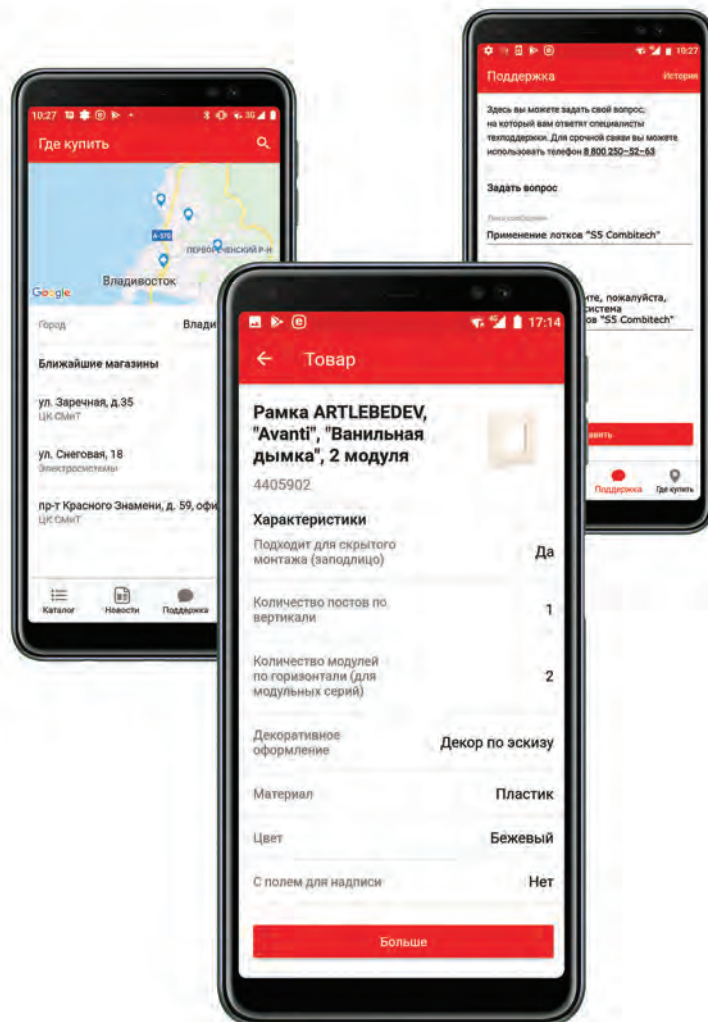 10:27
3G
Где купить
А-370
ПЕРВОРЕЧЕНСКИЙ Р-Н
Владивосток
Google
Город
Влади
Ближайшие магазины
ул. Заречная, д.35
ЦК СМиТ
ул. Снеговая, 18
Электросистемы
пр-т Красного Знамени, д. 59, офи
ЦК СМиТ
Каталог
Новости
Поддержка
10:27
Поддержка
История
Здесь вы можете задать свой вопрос,
на который вам ответят специалисты
техподдержки. Для срочной связи вы можете
использовать телефон 8 800 250-52-63
Задать вопрос
Применение лотков "S5 Combitech"
ите, пожалуйста,
система
ов "S5 Combitech"
Поддержка
Где купить
4G
17:14
Товар
Рамка ARTLEBEDEV,
"Avanti", "Ванильная
дымка", 2 модуля
4405902
Характеристики
Подходит для скрытого
монтажа (заподлицо)
Да
Количество постов по
вертикали
1
Количество модулей
по горизонтали (для
модульных серий)
2
Декоративное
оформление
Декор по эскизу
Материал
Пластик
Цвет
Бежевый
С полем для надписи
Нет
Больше